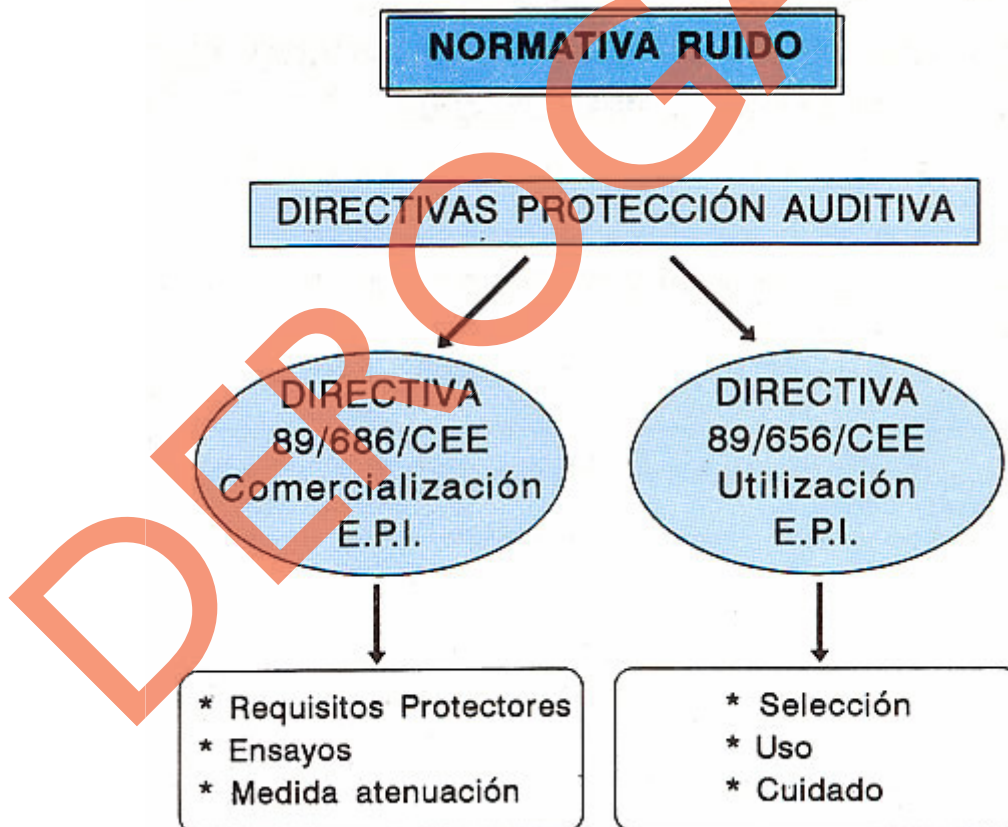 NORMATIVA RUIDO
DIRECTIVAS PROTECCIÓN AUDITIVA
DIRECTIVA
89/686/CEE
Comercialización
E.P.I.
DIRECTIVA
89/656/CEE
Utilización
E.P.I.
* Requisitos Protectores
* Ensayos
* Medida atenuación
* Selección
* Uso
* Cuidado
DEROGA